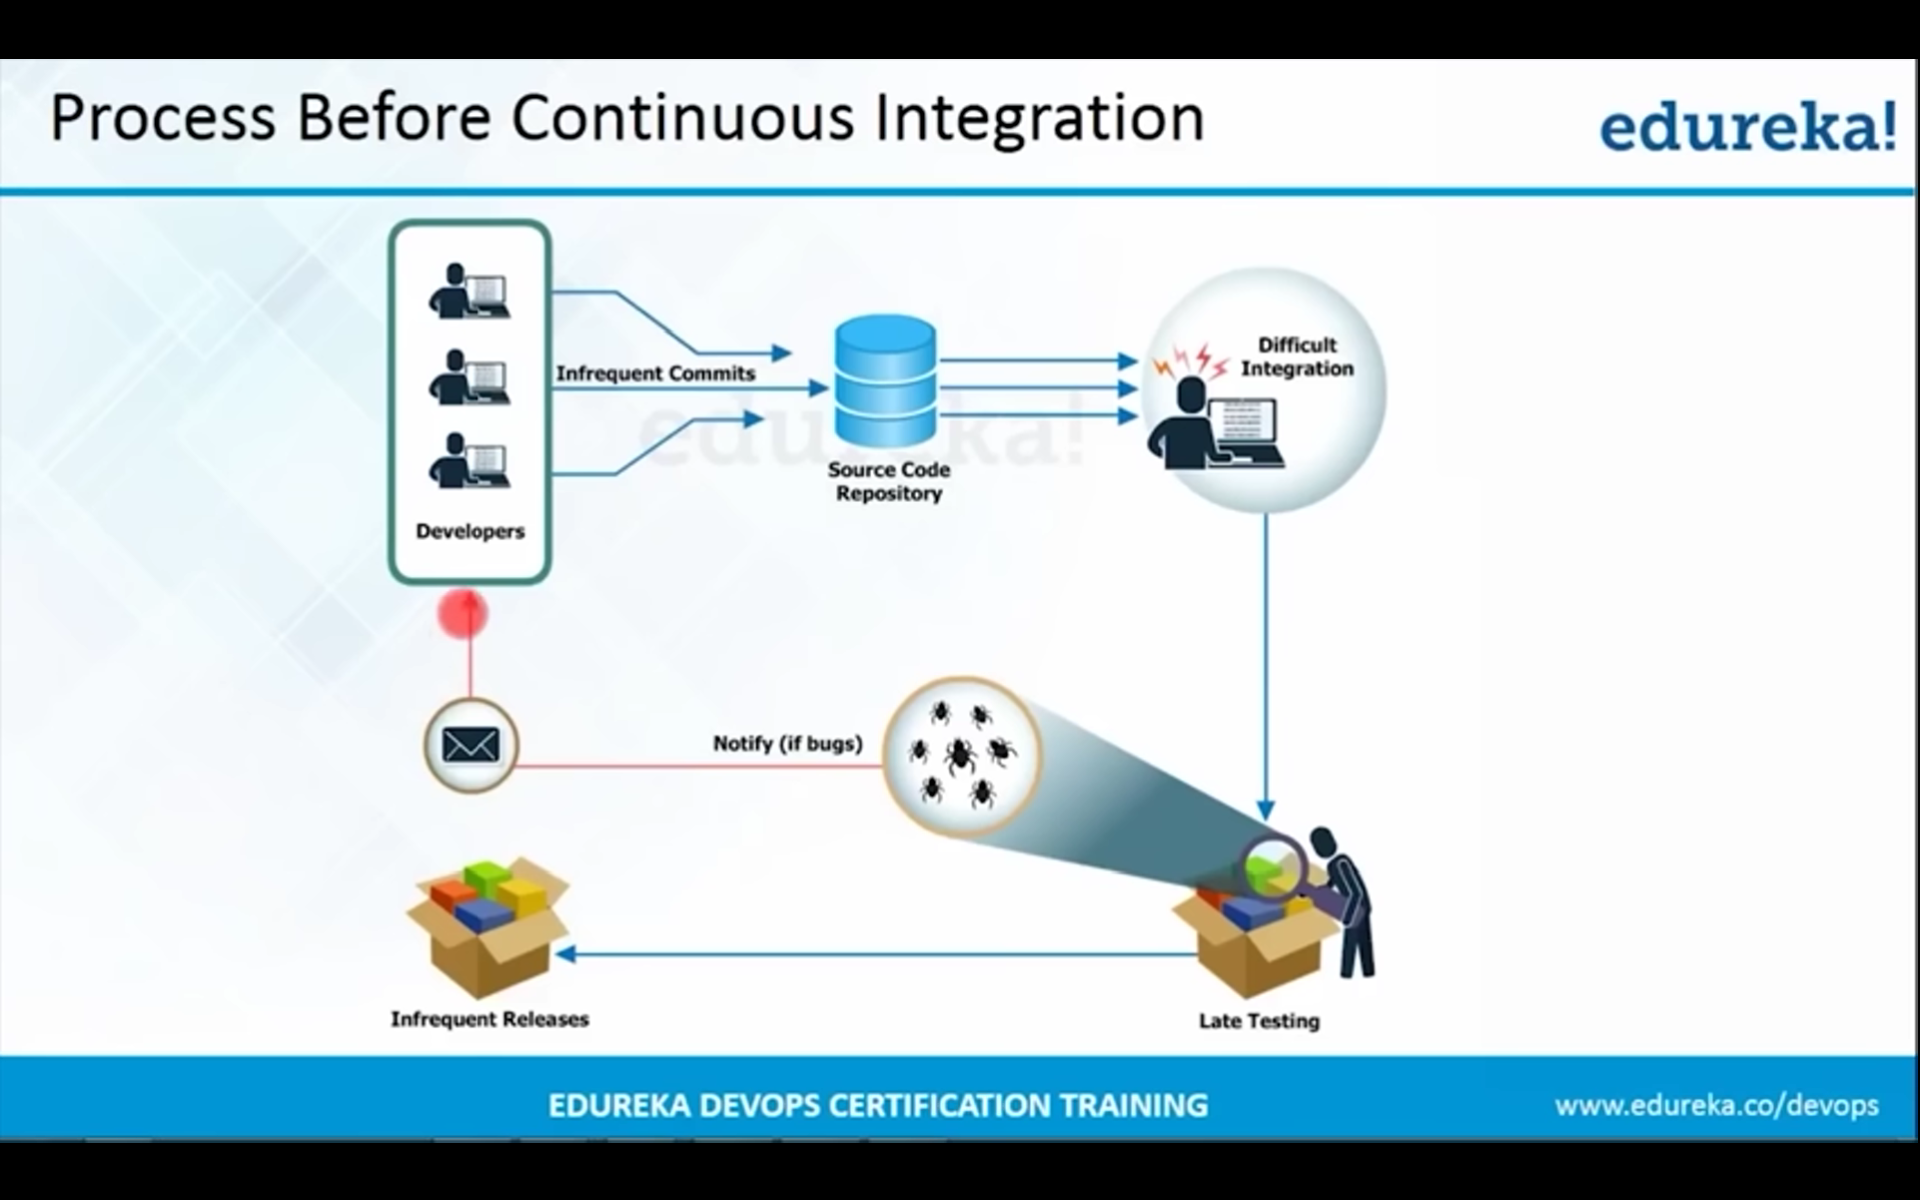 Process Before Continuous Integration
edureka!
Infrequent Commits
Difficult
Integration
edureka!
Source Code
Repository
Developers
Notify (if bugs)
Infrequent Releases
Late Testing
EDUREKA DEVOPS CERTIFICATION TRAINING
www.edureka.co/devops